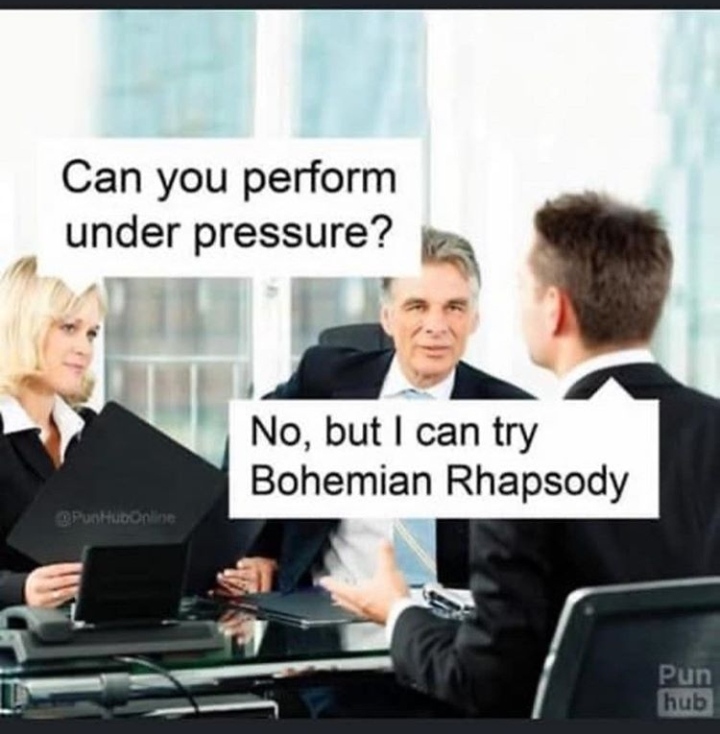 Can you perform
under pressure?
No, but I can try
Bohemian Rhapsody
@PunHubOnline
Pun
hub